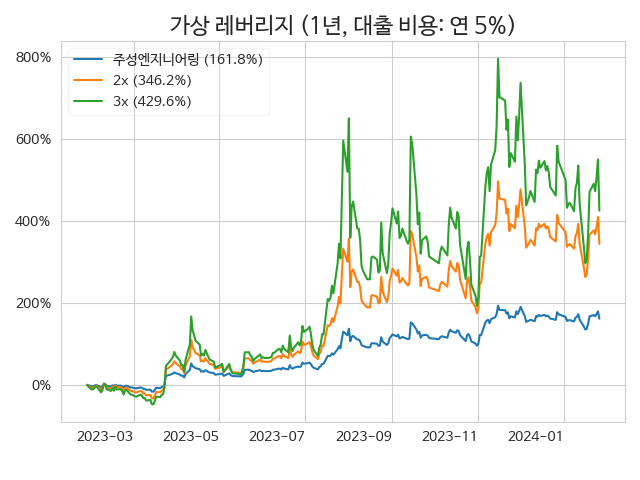 가상 레버리지 (1년, 대출 비용: 연 5%)
주성엔지니어링 (161.8%)
2x (346.2%)
3x (429.6%)
800%
600%
400%
200%
0%
2023-03 2023-05 2023-07 2023-09 2023-11 2024-01